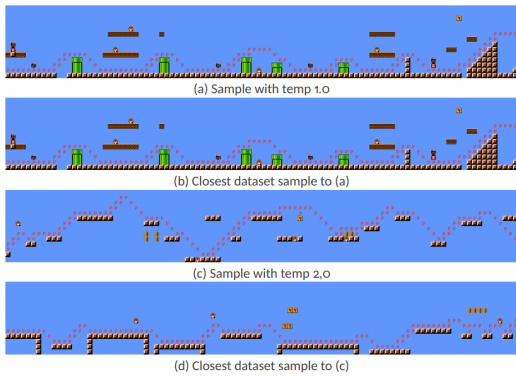 (a) Sample with temp 1.0
(b) Closest dataset sample to (a)
(c) Sample with temp 2,0
(d) Closest dataset sample to (c)